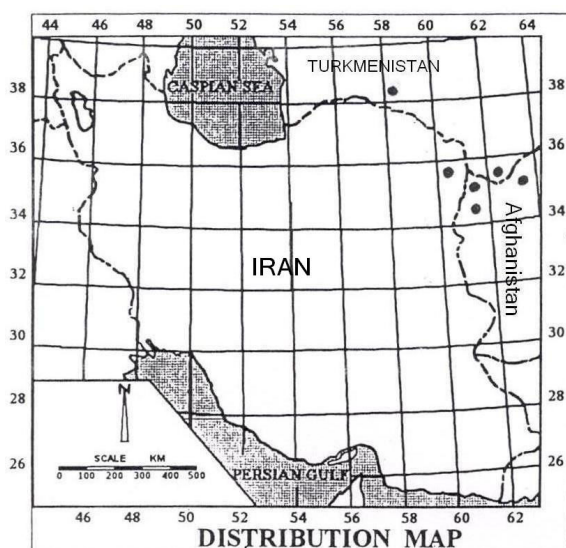 44 46 48 50 52 54 56 58 60 62 64
TURKMENISTAN
CASPIAN SEA
38 38
36 36
34 34
Afghanistan
IRAN
32 32
30 30
28 28
N
SCALE KM
0 100 200 300 400 500
26 26
PERSIAN GULF
46 48 50 52 54 56 58 60 62
DISTRIBUTION MAP